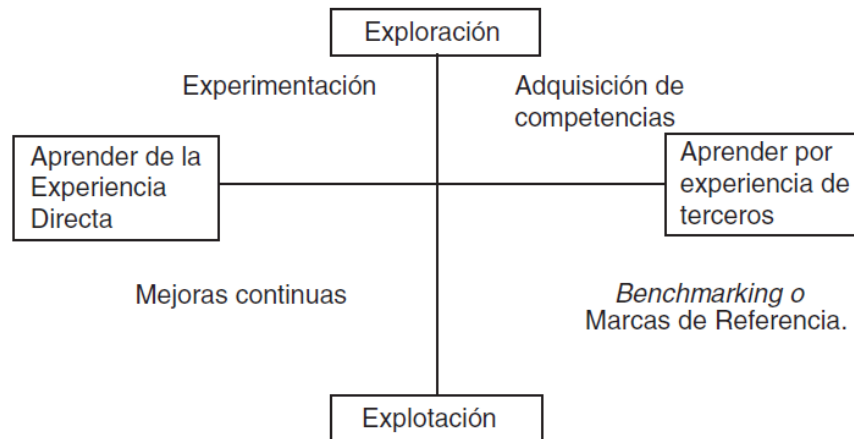 Exploración
Experimentación
Adquisición de
competencias
Aprender de la
Experiencia
Directa
Aprender por
experiencia de
terceros
Mejoras continuas
Benchmarking o
Marcas de Referencia.
Explotación